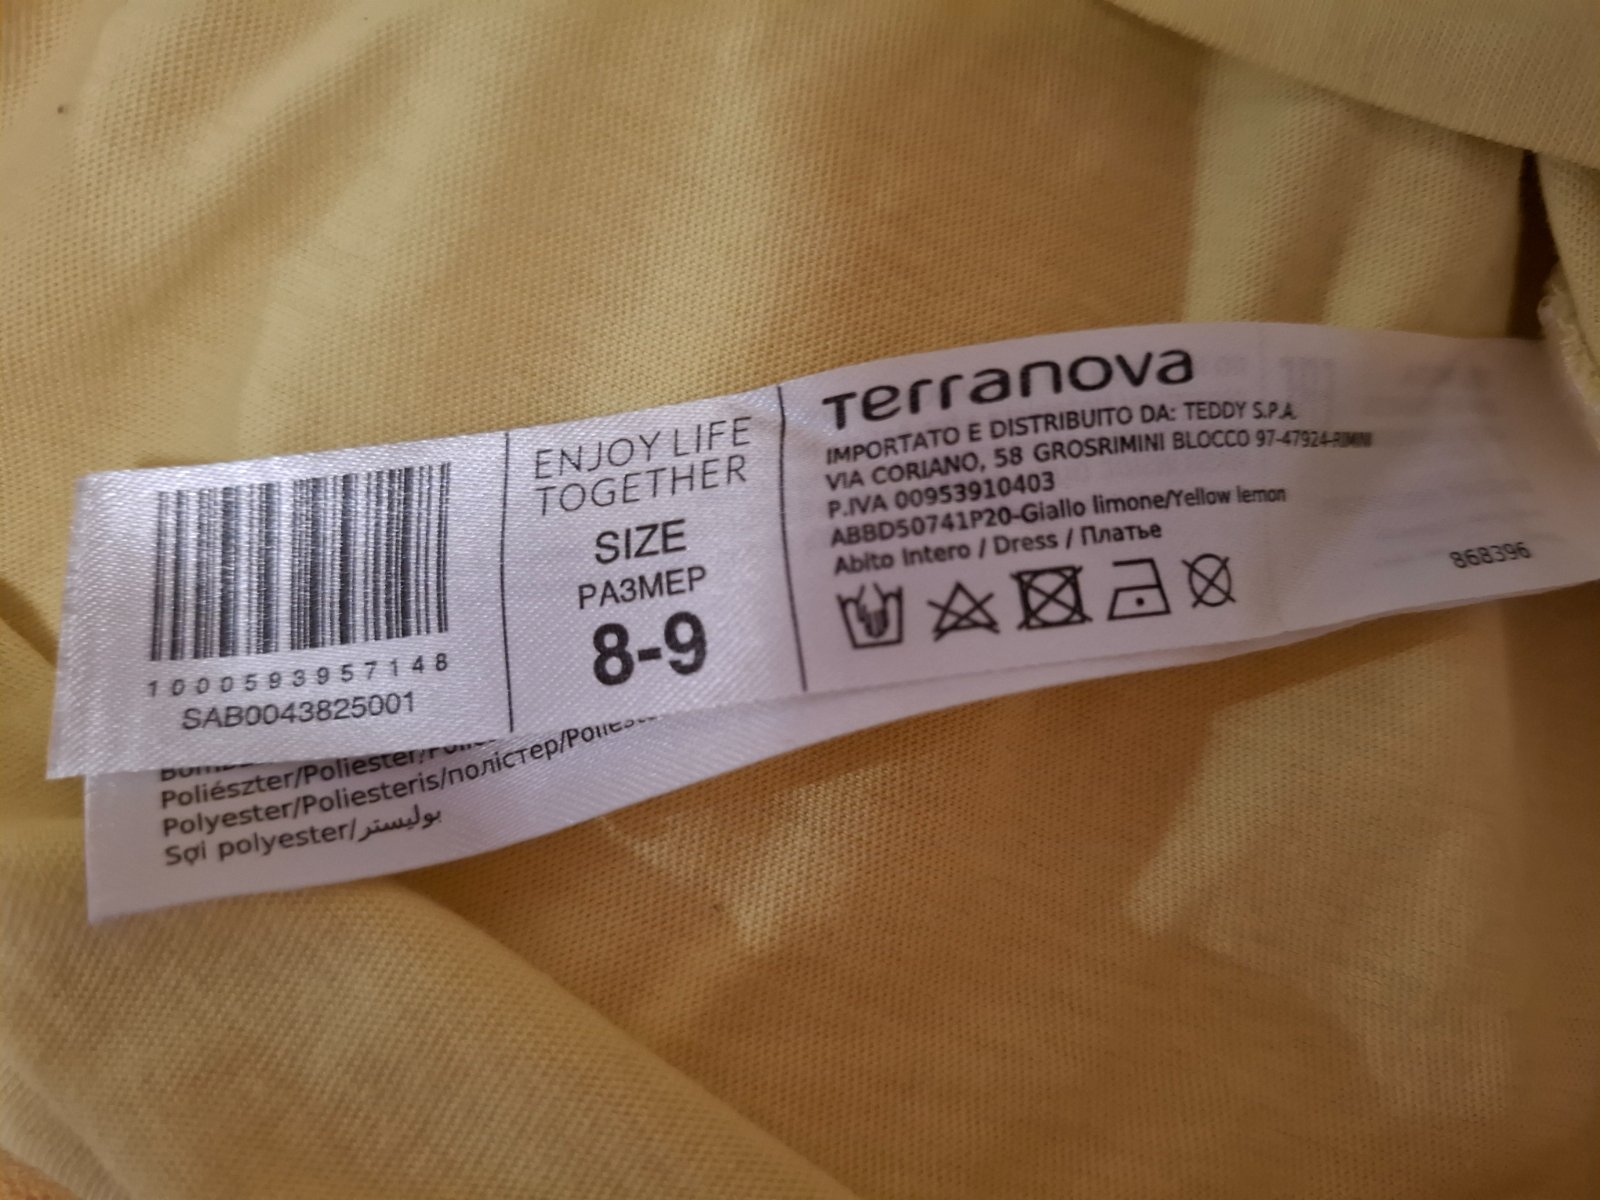 1000593957148
SAB0043825001
ENJOY LIFE
TOGETHER
SIZE
РАЗМЕР
8-9
Terranova
IMPORTATO E DISTRIBUITO DA: TEDDY S.P.A.
VIA CORIANO, 58 GROSRIMINI BLOCCO 97-47924-RIMINI
P.IVA 00953910403
ABBD50741P20-Giallo limone/Yellow lemon
Abito Intero / Dress / Платье
868396
Poliészter/Poliester/
Polyester/Poliesteris/поліестер/
Sợi polyester/بوليستر